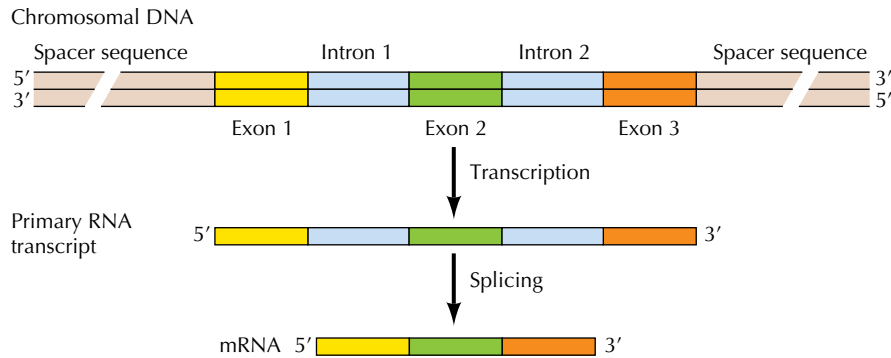 Chromosomal DNA
Spacer sequence Intron 1 Intron 2 Spacer sequence
5′ 3′
3′ 5′
Exon 1 Exon 2 Exon 3
Transcription
Primary RNA
transcript
5′ 3′
Splicing
mRNA 5′ 3′